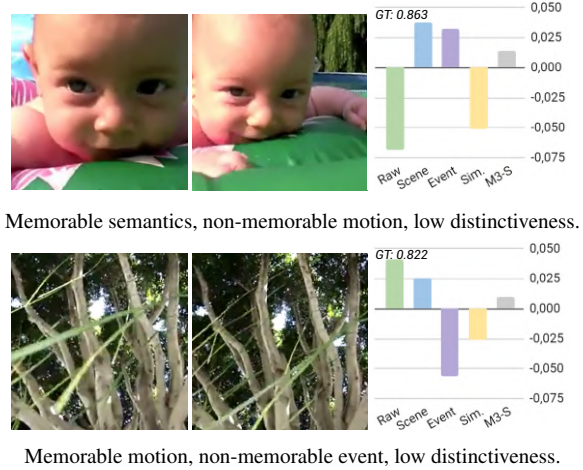 GT: 0.863
0,050
0,025
0,000
-0,025
-0,050
-0,075
Raw Scene Event Sim. M3-S
Memorable semantics, non-memorable motion, low distinctiveness.
GT: 0.822
0,050
0,025
0,000
-0,025
-0,050
-0,075
Raw Scene Event Sim. M3-S
Memorable motion, non-memorable event, low distinctiveness.